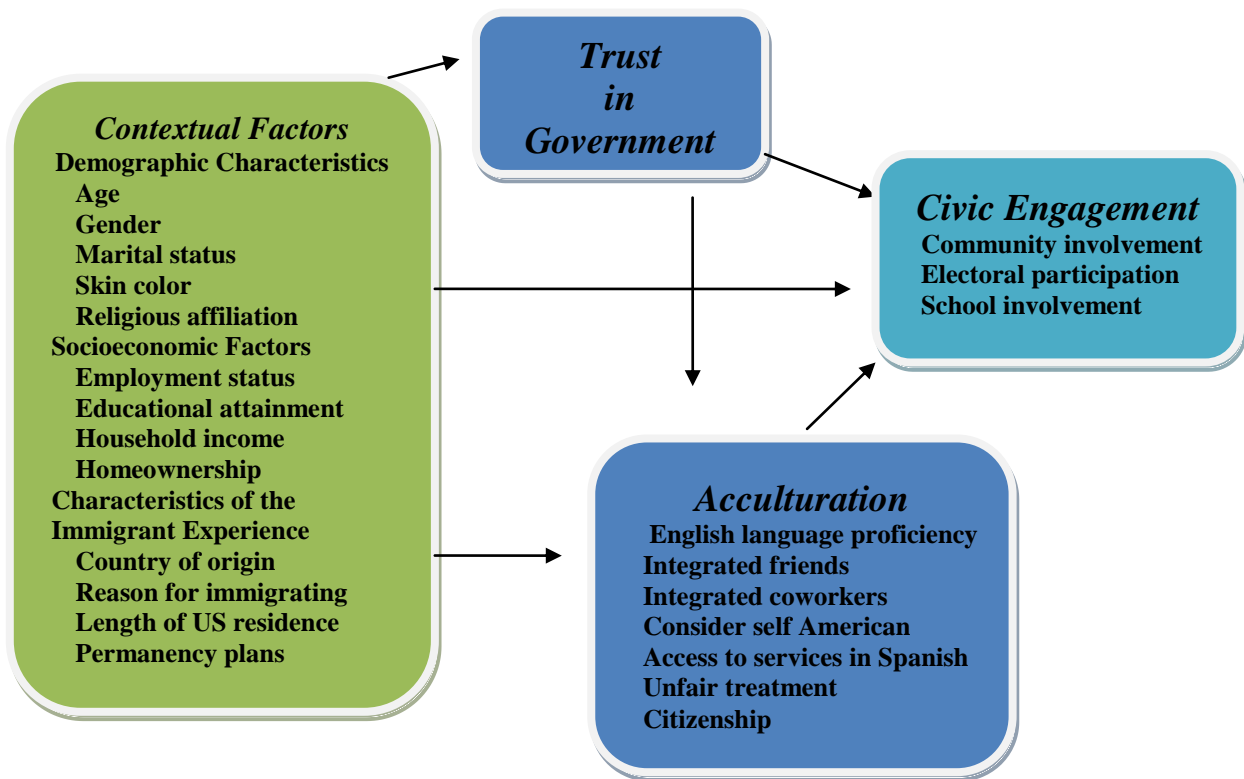 Trust
in
Government
Contextual Factors
Demographic Characteristics
Age
Gender
Marital status
Skin color
Religious affiliation
Socioeconomic Factors
Employment status
Educational attainment
Household income
Homeownership
Characteristics of the
Immigrant Experience
Country of origin
Reason for immigrating
Length of US residence
Permanency plans
Civic Engagement
Community involvement
Electoral participation
School involvement
Acculturation
English language proficiency
Integrated friends
Integrated coworkers
Consider self American
Access to services in Spanish
Unfair treatment
Citizenship